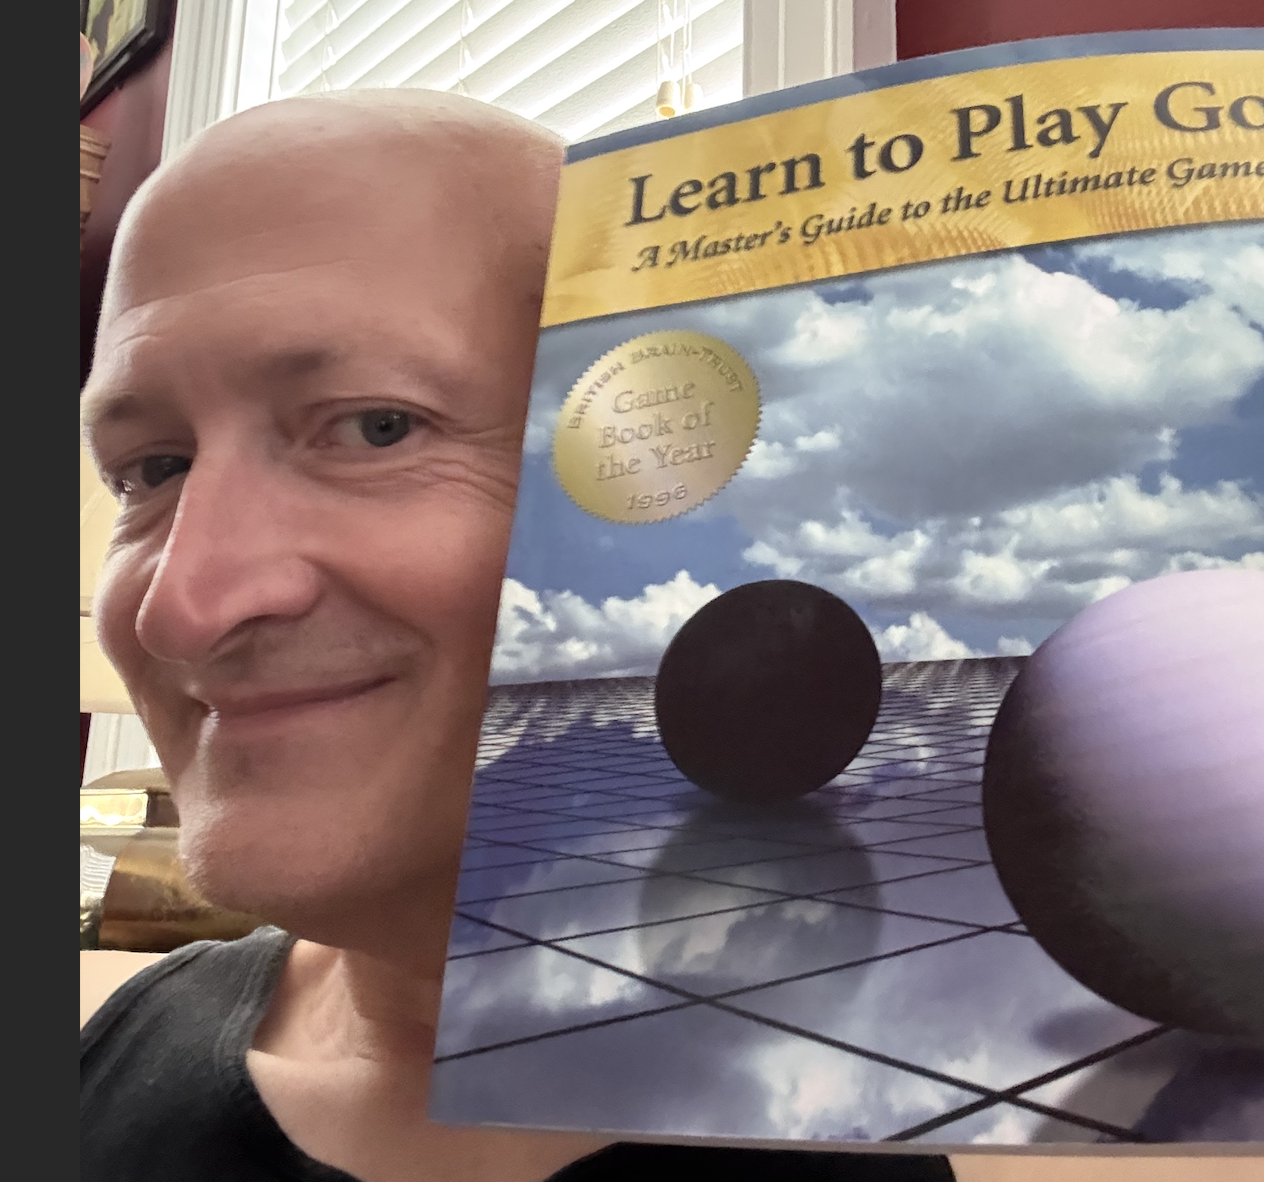 Learn to Play Go
A Master's Guide to the Ultimate Game
BRITISH BRAIN-TRUST
Game
Book of
the Year
1996